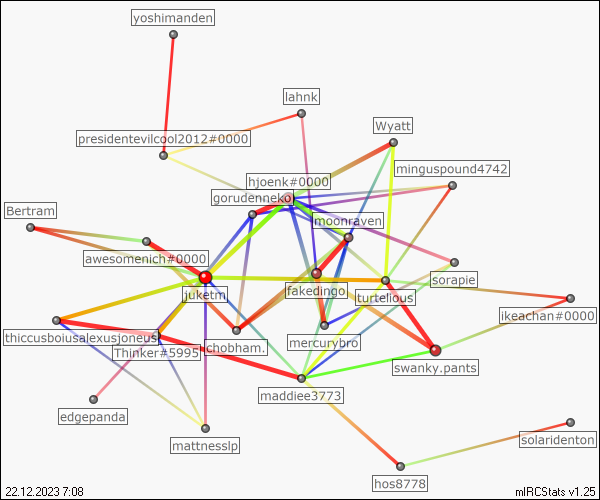 yoshimanden
lahnk
Wyatt
presidentevilcool2012#0000
minguspound4742
hjoenk#0000
gorudeneko
Bertram
moonraven
awesomenich#0000
sorapie
fakedingo
juketm
turtelious
ikeachan#0000
thiccusboiusalexusjoneus
mercurybro
chobham.
Thinker#5995
swanky.pants
maddiee3773
edgepanda
solaridenton
mattnesslp
hos8778
22.12.2023 7:08
mIRCStats v1.25